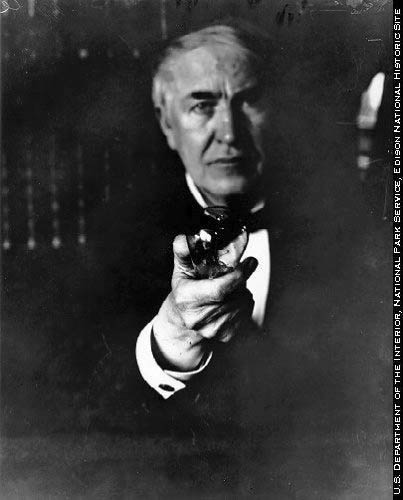 U.S. Department of the Interior, National Park Service, Edison National Historic Site